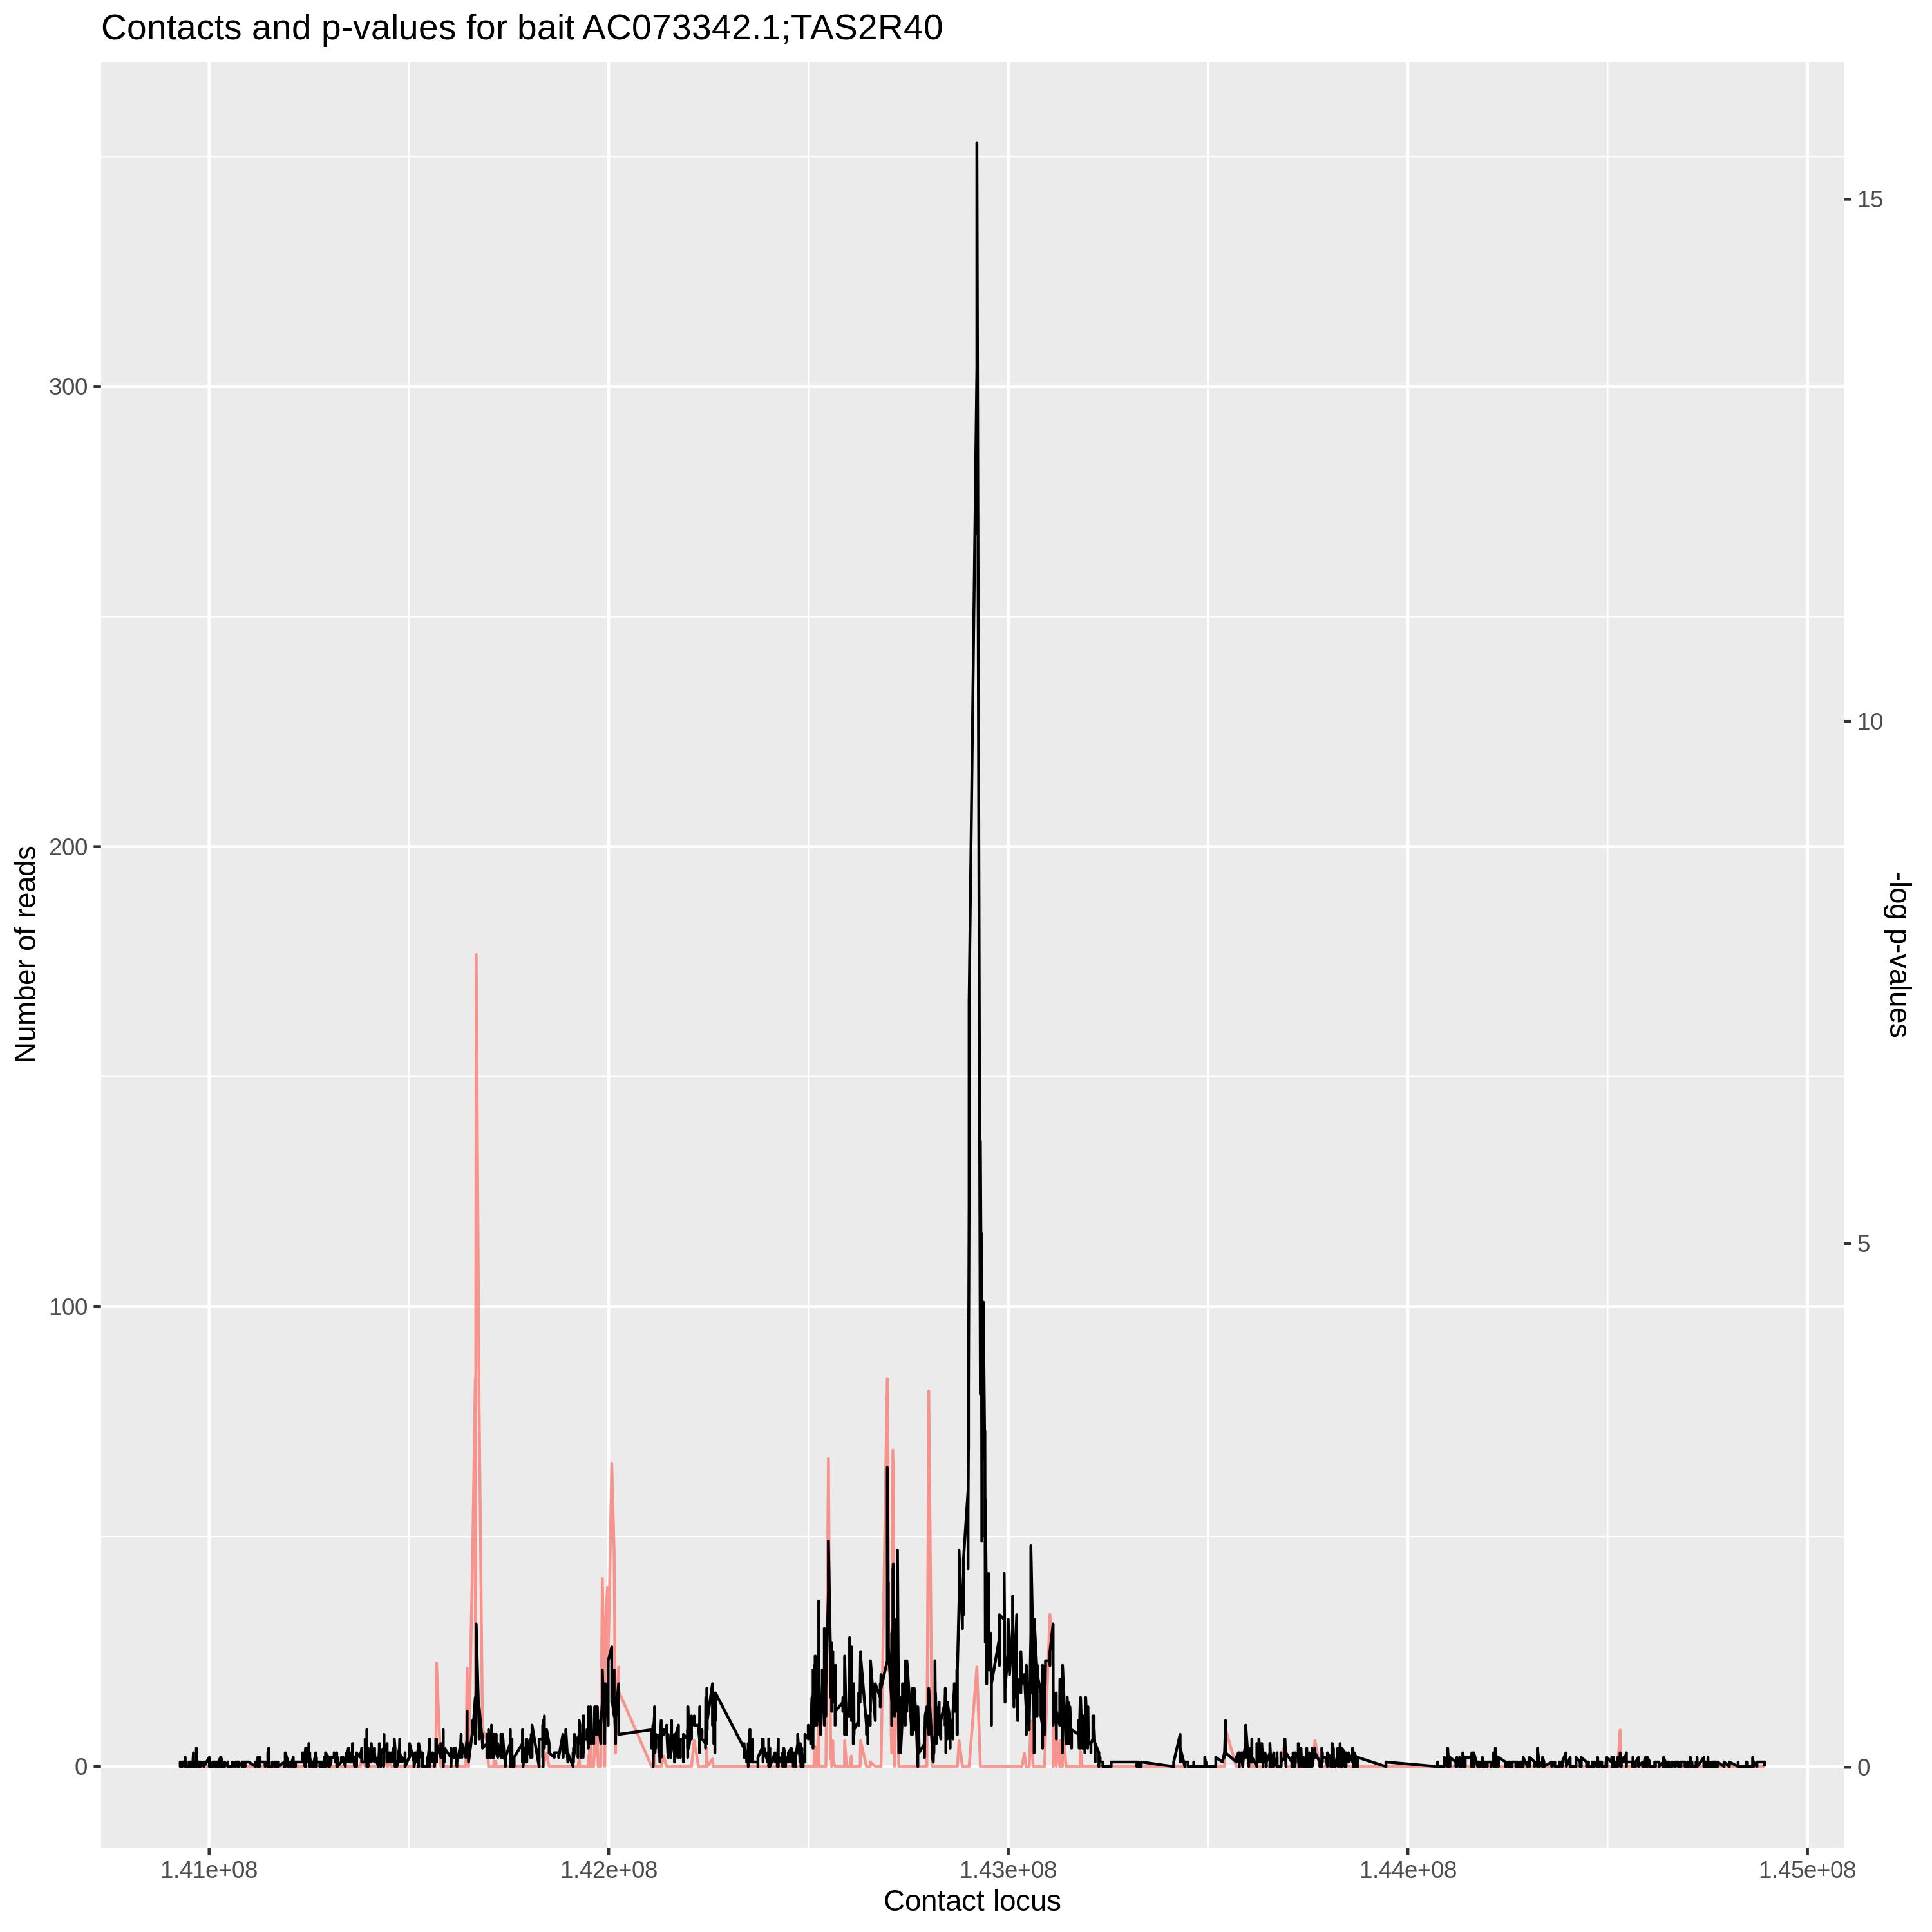 Contacts and p-values for bait AC073342.1;TAS2R40
300
200
100
0
Number of reads
15
10
5
0
-log p-values
1.41e+08
1.42e+08
1.43e+08
1.44e+08
1.45e+08
Contact locus